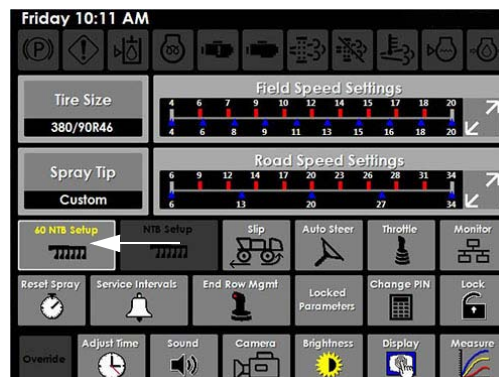 Friday 10:11 AM
Tire Size
380/90R46
Field Speed Settings
4 6 7 9 10 12 14 15 17 18 20
4 6 8 9 11 13 15 16 18 20
Spray Tip
Custom
Road Speed Settings
6 9 12 14 17 20 23 26 28 31 34
6 13 20 27 34
60 NTB Setup
NTB Setup
Slip
Auto Steer
Throttle
Monitor
Reset Spray
Service Intervals
End Row Mgmt
Locked
Parameters
Change PIN
Lock
Override
Adjust Time
Sound
Camera
Brightness
Display
Measure